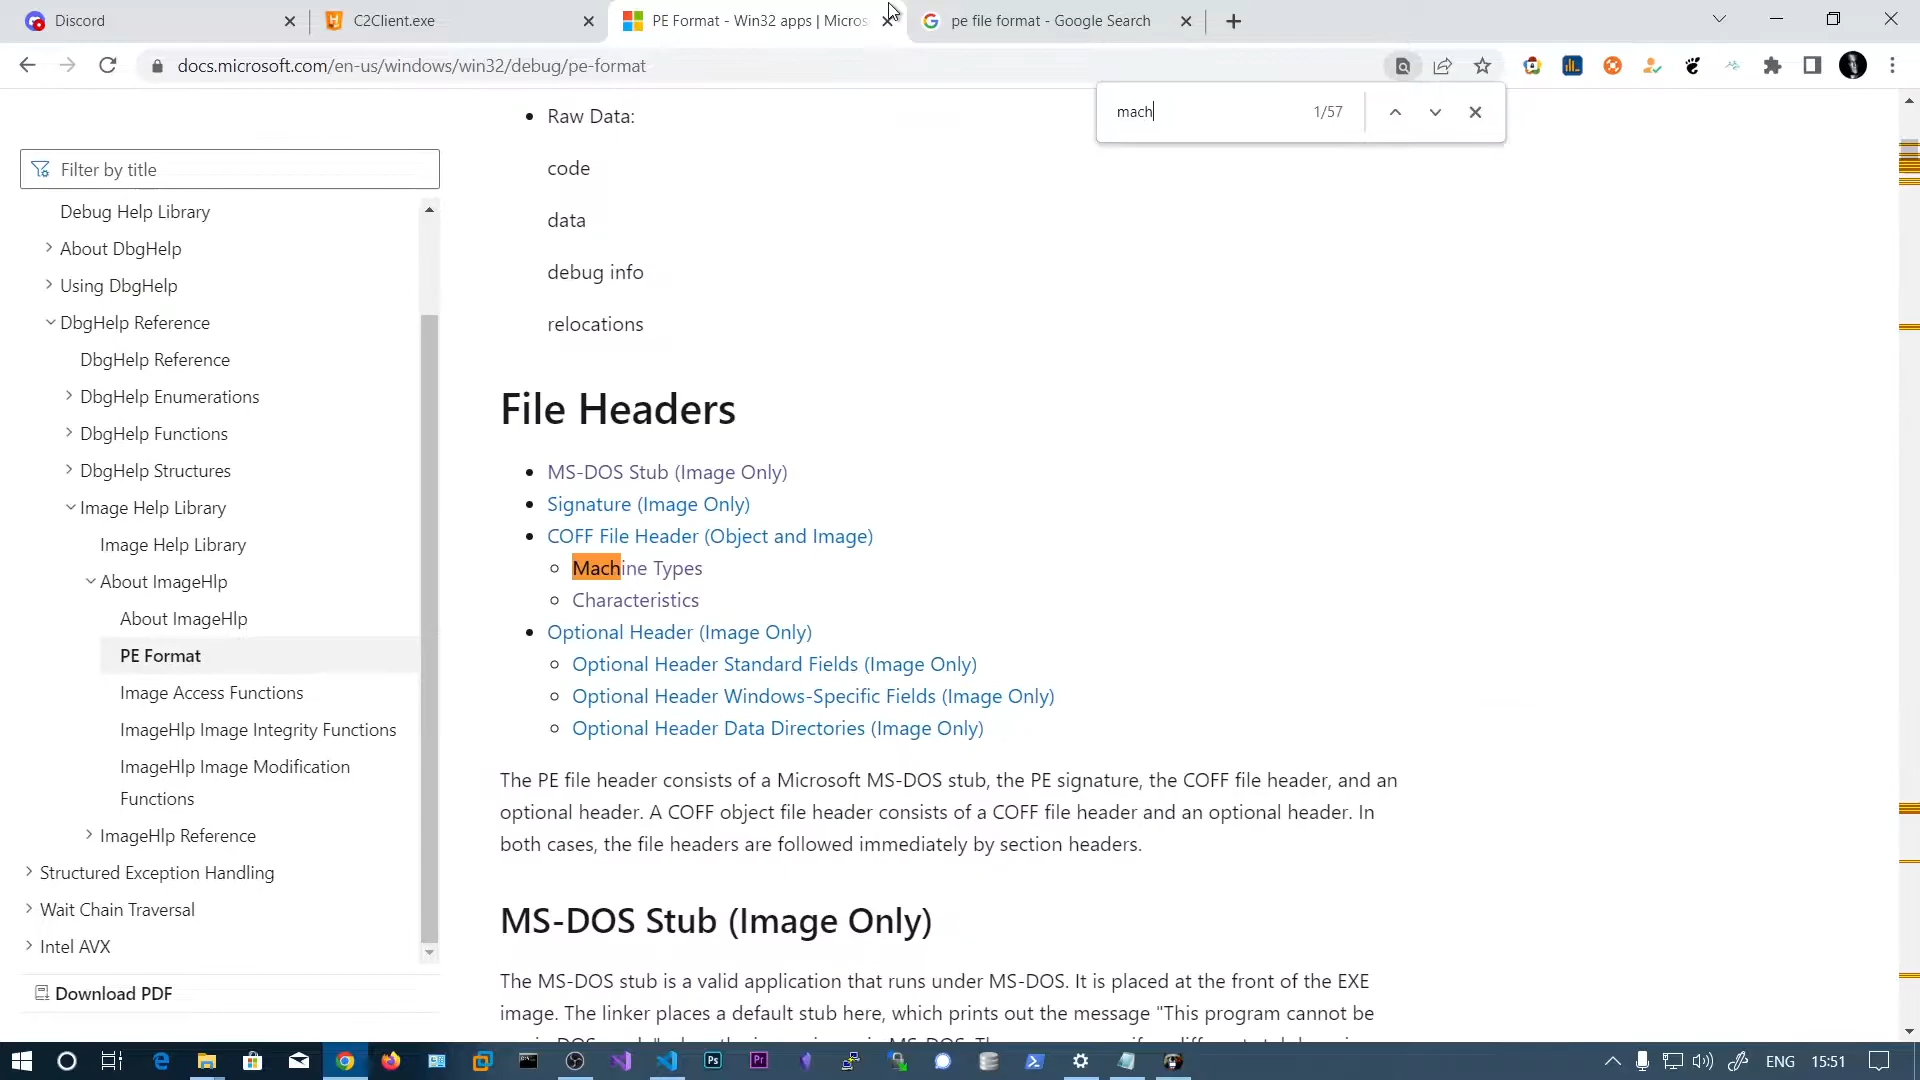 Discord
C2Client.exe
PE Format - Win32 apps | Micros
pe file format - Google Search
docs.microsoft.com/en-us/windows/win32/debug/pe-format
mach
1/57
Filter by title
Debug Help Library
About DbgHelp
Using DbgHelp
DbgHelp Reference
DbgHelp Reference
DbgHelp Enumerations
DbgHelp Functions
DbgHelp Structures
Image Help Library
Image Help Library
About ImageHlp
About ImageHlp
PE Format
Image Access Functions
ImageHlp Image Integrity Functions
ImageHlp Image Modification
Functions
ImageHlp Reference
Structured Exception Handling
Wait Chain Traversal
Intel AVX
Download PDF
Raw Data:
code
data
debug info
relocations
File Headers
MS-DOS Stub (Image Only)
Signature (Image Only)
COFF File Header (Object and Image)
Machine Types
Characteristics
Optional Header (Image Only)
Optional Header Standard Fields (Image Only)
Optional Header Windows-Specific Fields (Image Only)
Optional Header Data Directories (Image Only)
The PE file header consists of a Microsoft MS-DOS stub, the PE signature, the COFF file header, and an
optional header. A COFF object file header consists of a COFF file header and an optional header. In
both cases, the file headers are followed immediately by section headers.
MS-DOS Stub (Image Only)
The MS-DOS stub is a valid application that runs under MS-DOS. It is placed at the front of the EXE
image. The linker places a default stub here, which prints out the message "This program cannot be
Ps
Pr
ENG
15:51